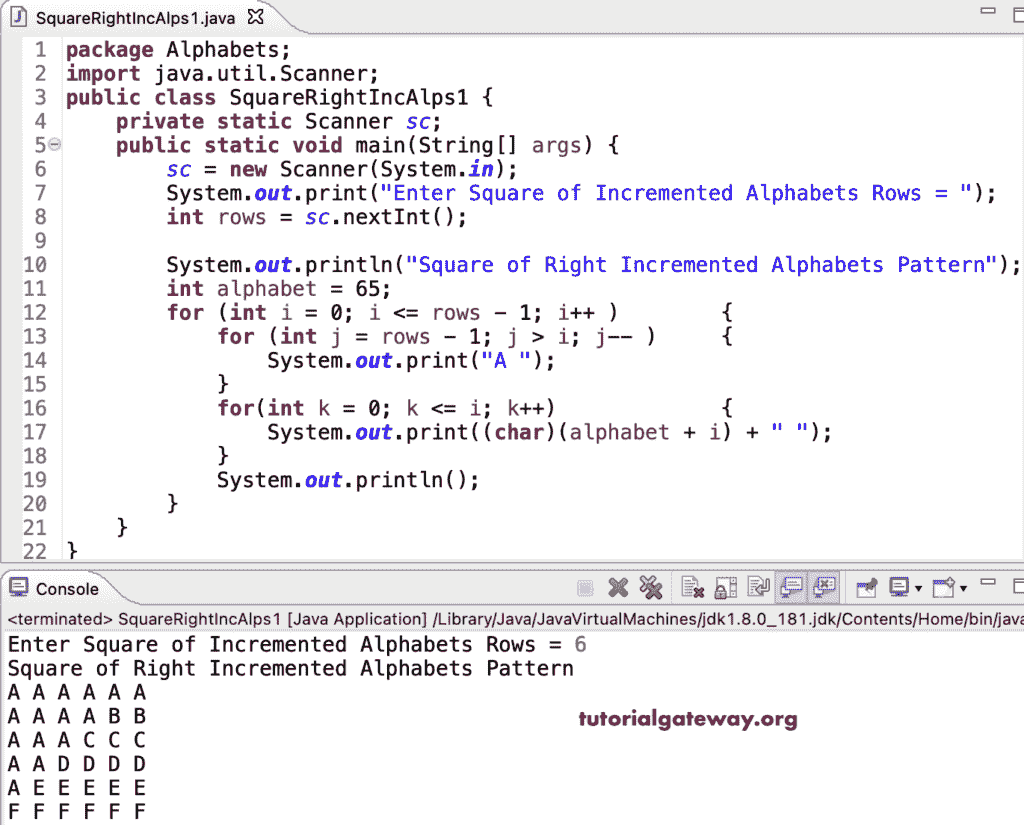 SquareRightIncAlps1.java
1 package Alphabets;
2 import java.util.Scanner;
3 public class SquareRightIncAlps1 {
4     private static Scanner sc;
5     public static void main(String[] args) {
6         sc = new Scanner(System.in);
7         System.out.print("Enter Square of Incremented Alphabets Rows = ");
8         int rows = sc.nextInt();
9
10         System.out.println("Square of Right Incremented Alphabets Pattern");
11         int alphabet = 65;
12         for (int i = 0; i <= rows - 1; i++ )        {
13             for (int j = rows - 1; j > i; j-- )     {
14                 System.out.print("A ");
15             }
16             for(int k = 0; k <= i; k++)             {
17                 System.out.print((char)(alphabet + i) + " ");
18             }
19             System.out.println();
20         }
21     }
22 }
Console
<terminated> SquareRightIncAlps1 [Java Application] /Library/Java/JavaVirtualMachines/jdk1.8.0_181.jdk/Contents/Home/bin/java
Enter Square of Incremented Alphabets Rows = 6
Square of Right Incremented Alphabets Pattern
A A A A A A
A A A A B B
A A A C C C
A A D D D D
A E E E E E
F F F F F F
tutorialgateway.org